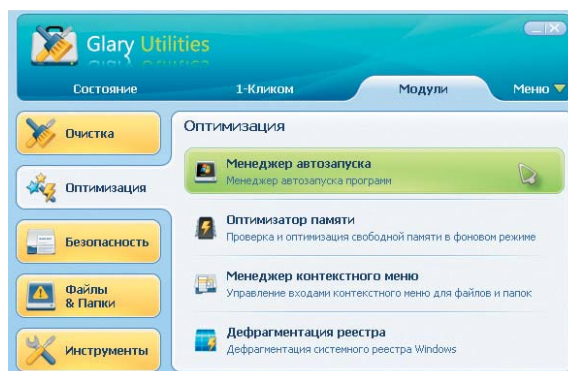 Glary Utilities
Состояние
1-Кликом
Модули
Меню
Очистка
Оптимизация
Безопасность
Файлы
& Папки
Инструменты
Оптимизация
Менеджер автозапуска
Менеджер автозапуска программ
Оптимизатор памяти
Проверка и оптимизация свободной памяти в фоновом режиме
Менеджер контекстного меню
Управление входами контекстного меню для файлов и папок
Дефрагментация реестра
Дефрагментация системного реестра Windows